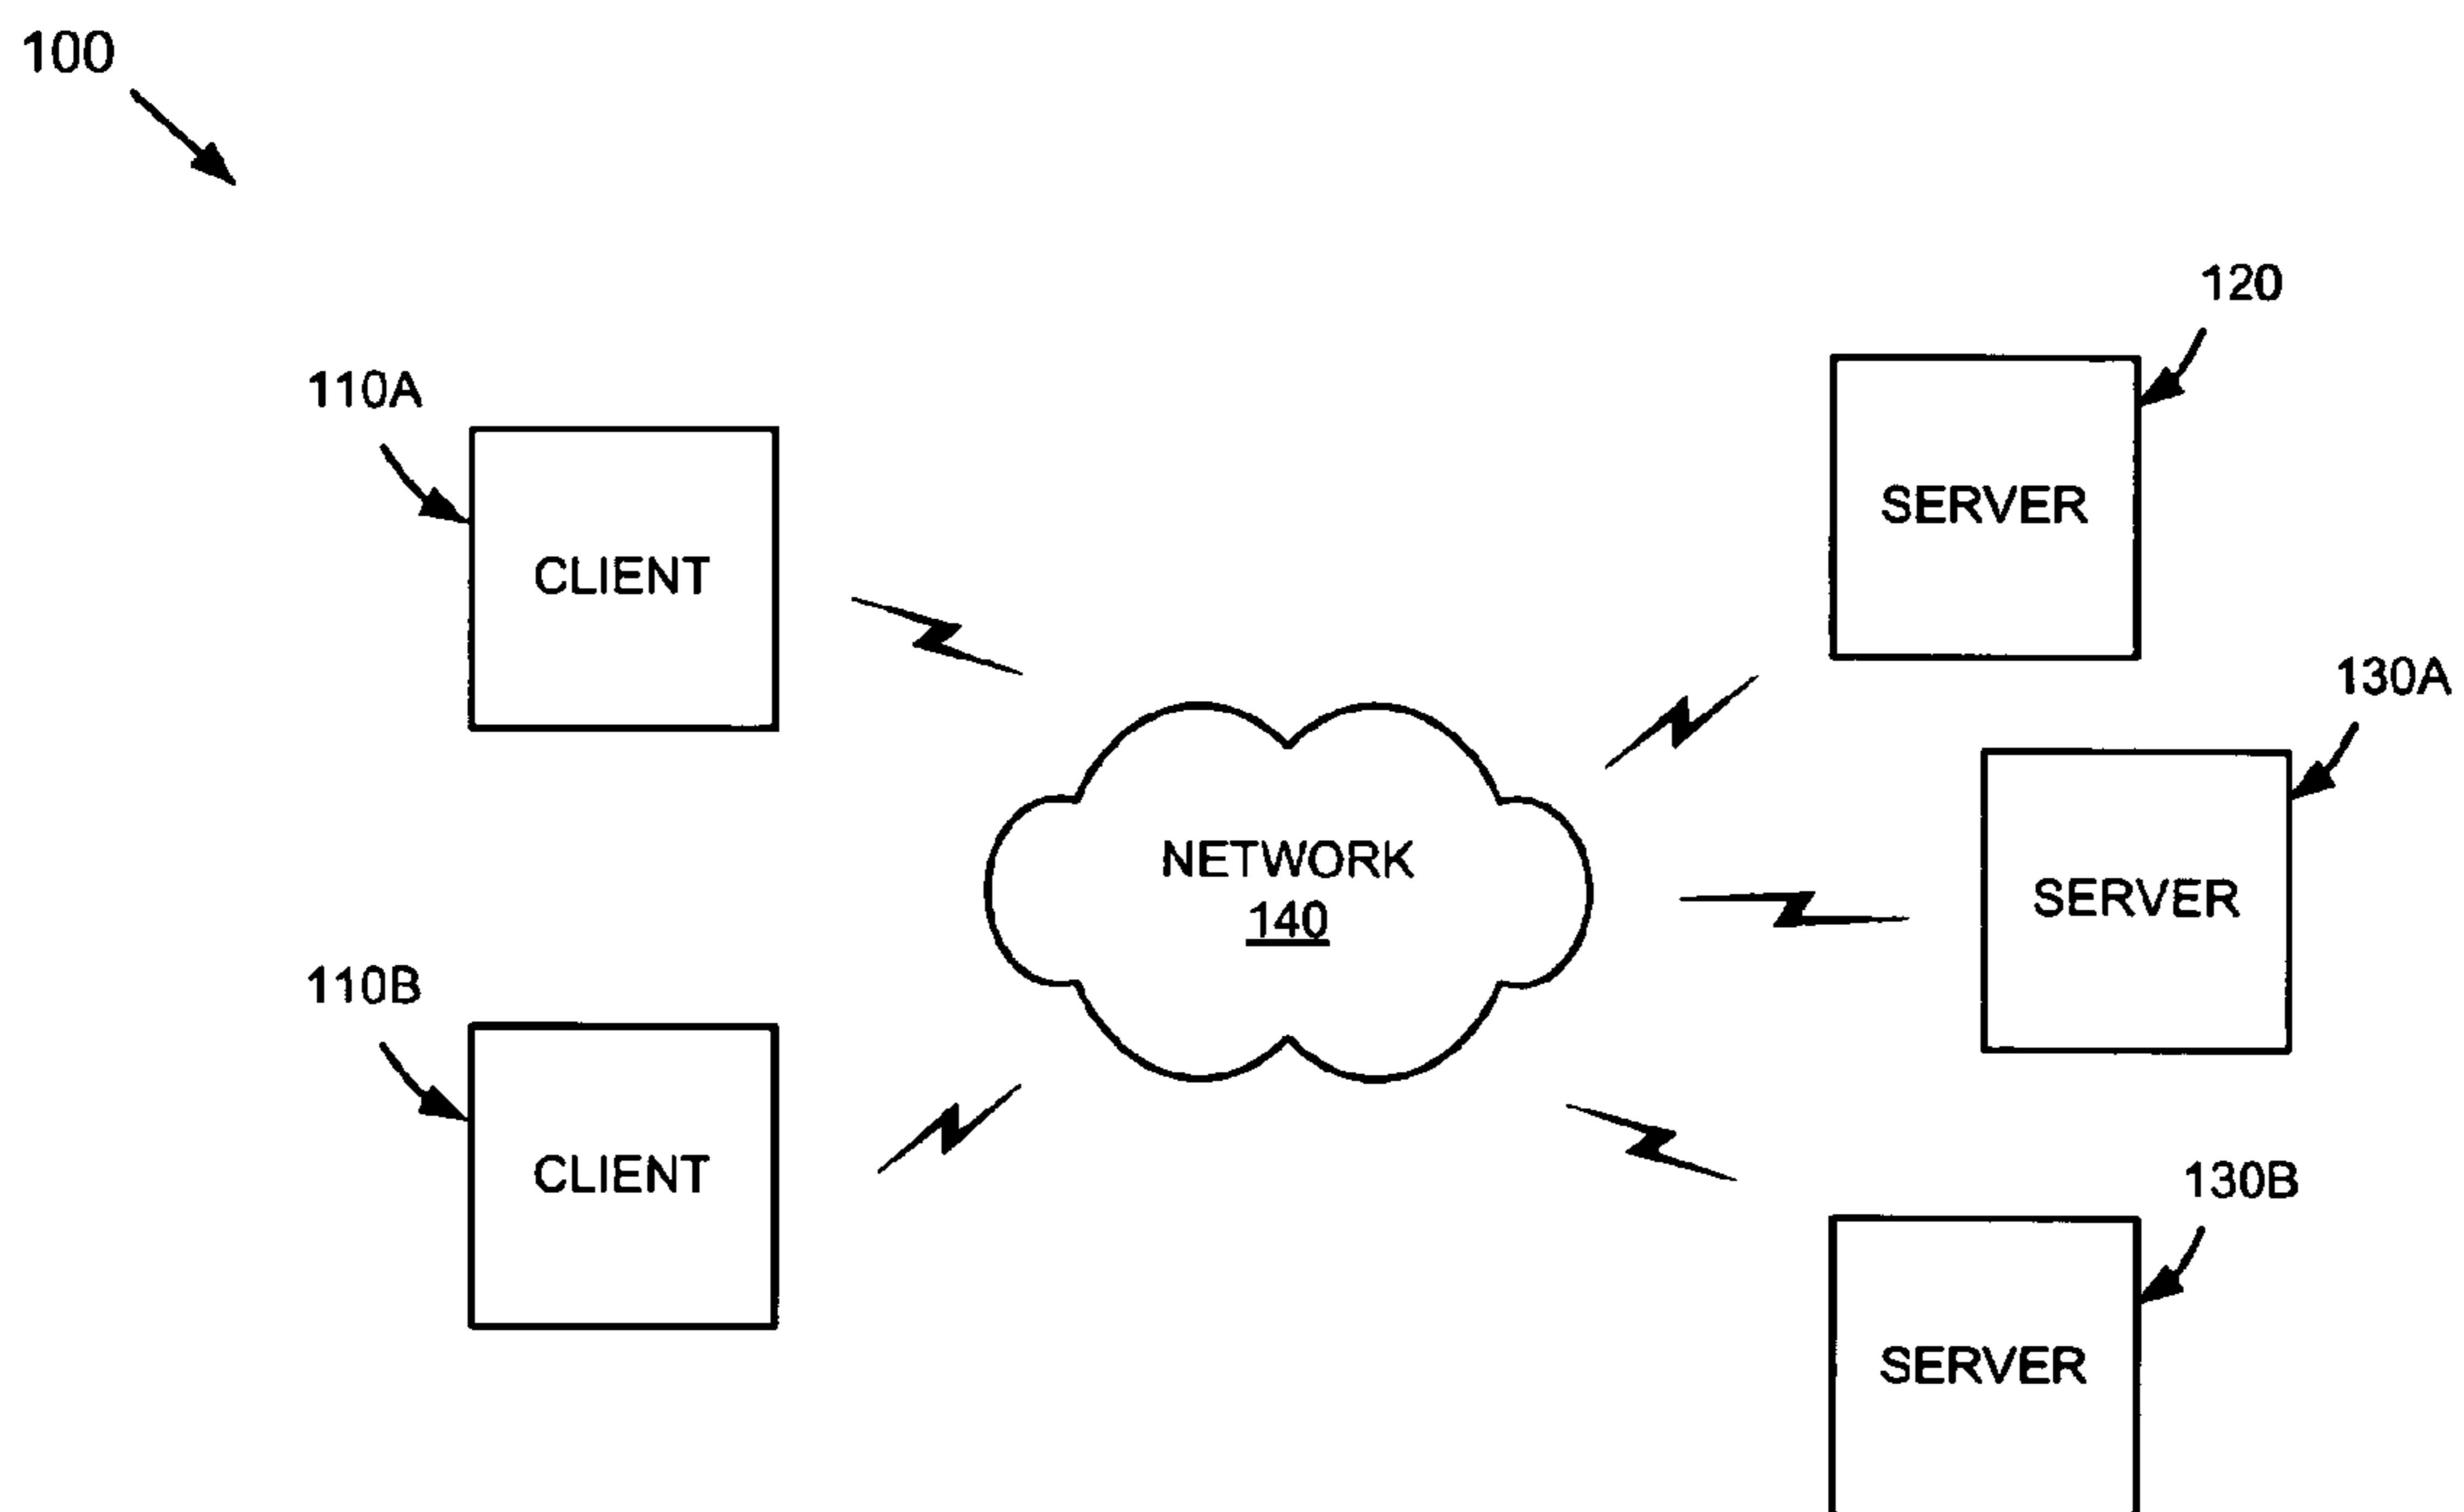 100
120
110A
SERVER
CLIENT
130A
NETWORK
140
SERVER
110B
CLIENT
130B
SERVER